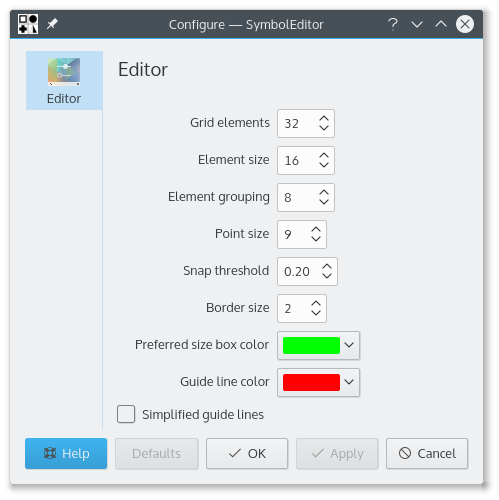 Configure — SymbolEditor
Editor
Editor
Grid elements 32
Element size 16
Element grouping 8
Point size 9
Snap threshold 0.20
Border size 2
Preferred size box color
Guide line color
Simplified guide lines
Help Defaults OK Apply Cancel